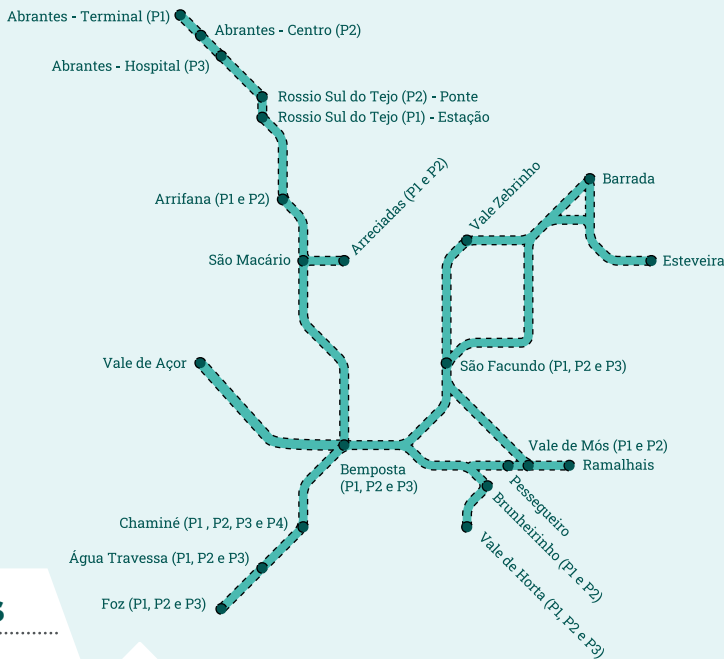 Abrantes - Terminal (P1)
Abrantes - Centro (P2)
Abrantes - Hospital (P3)
Rossio Sul do Tejo (P2) - Ponte
Rossio Sul do Tejo (P1) - Estação
Arrifana (P1 e P2)
Arreciadas (P1 e P2)
São Macário
Vale Zebrinho
Barrada
Esteveira
Vale de Açor
São Facundo (P1, P2 e P3)
Vale de Mós (P1 e P2)
Ramalhais
Bemposta
(P1, P2 e P3)
Pessegueiro
Brunheirinho (P1 e P2)
Vale de Horta (P1, P2 e P3)
Chaminé (P1 , P2, P3 e P4)
Água Travessa (P1, P2 e P3)
Foz (P1, P2 e P3)
s